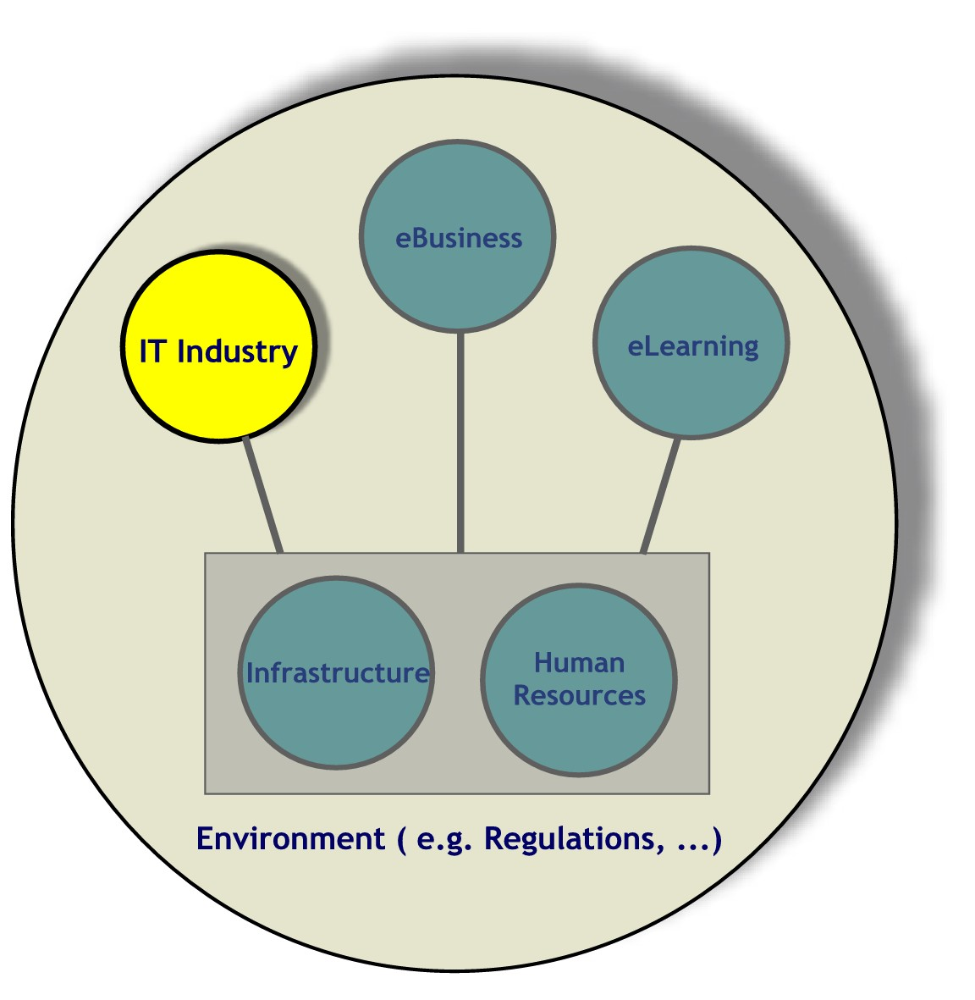 eBusiness
IT Industry
eLearning
Infrastructure
Human
Resources
Environment ( e.g. Regulations, ...)